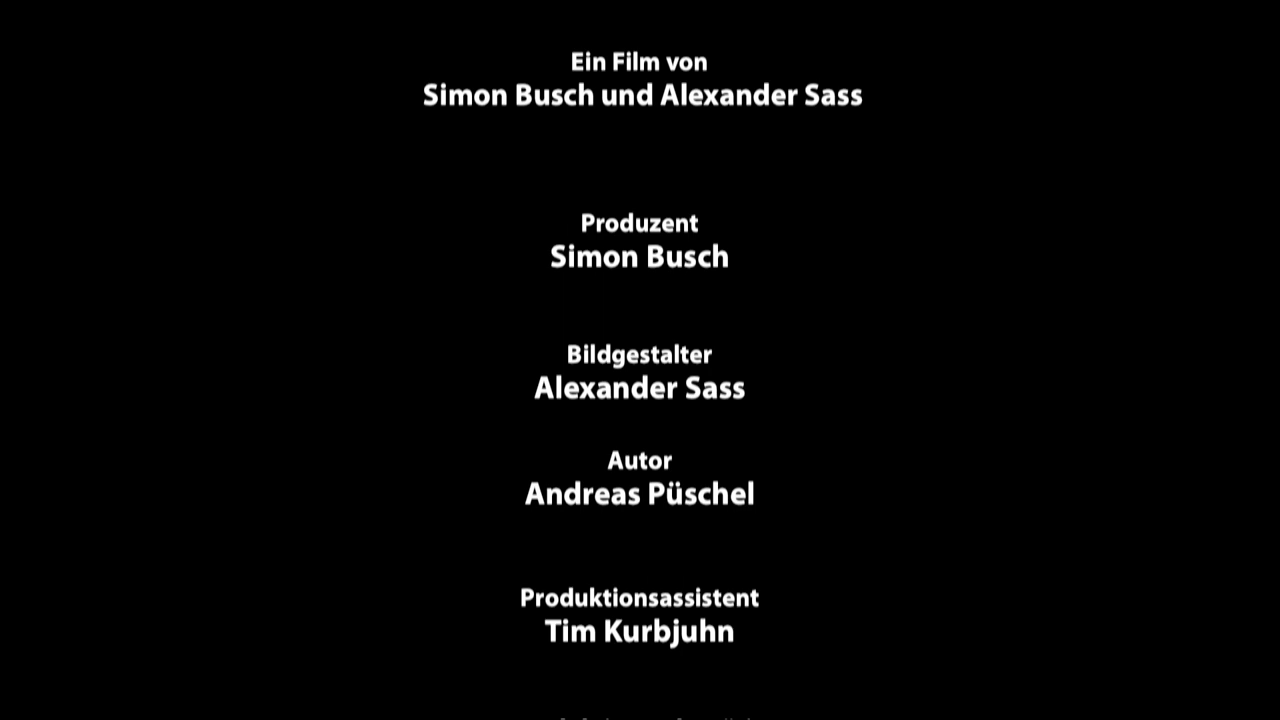 Ein Film von
Simon Busch und Alexander Sass
Produzent
Simon Busch
Bildgestalter
Alexander Sass
Autor
Andreas Püschel
Produktionsassistent
Tim Kurbjuhn